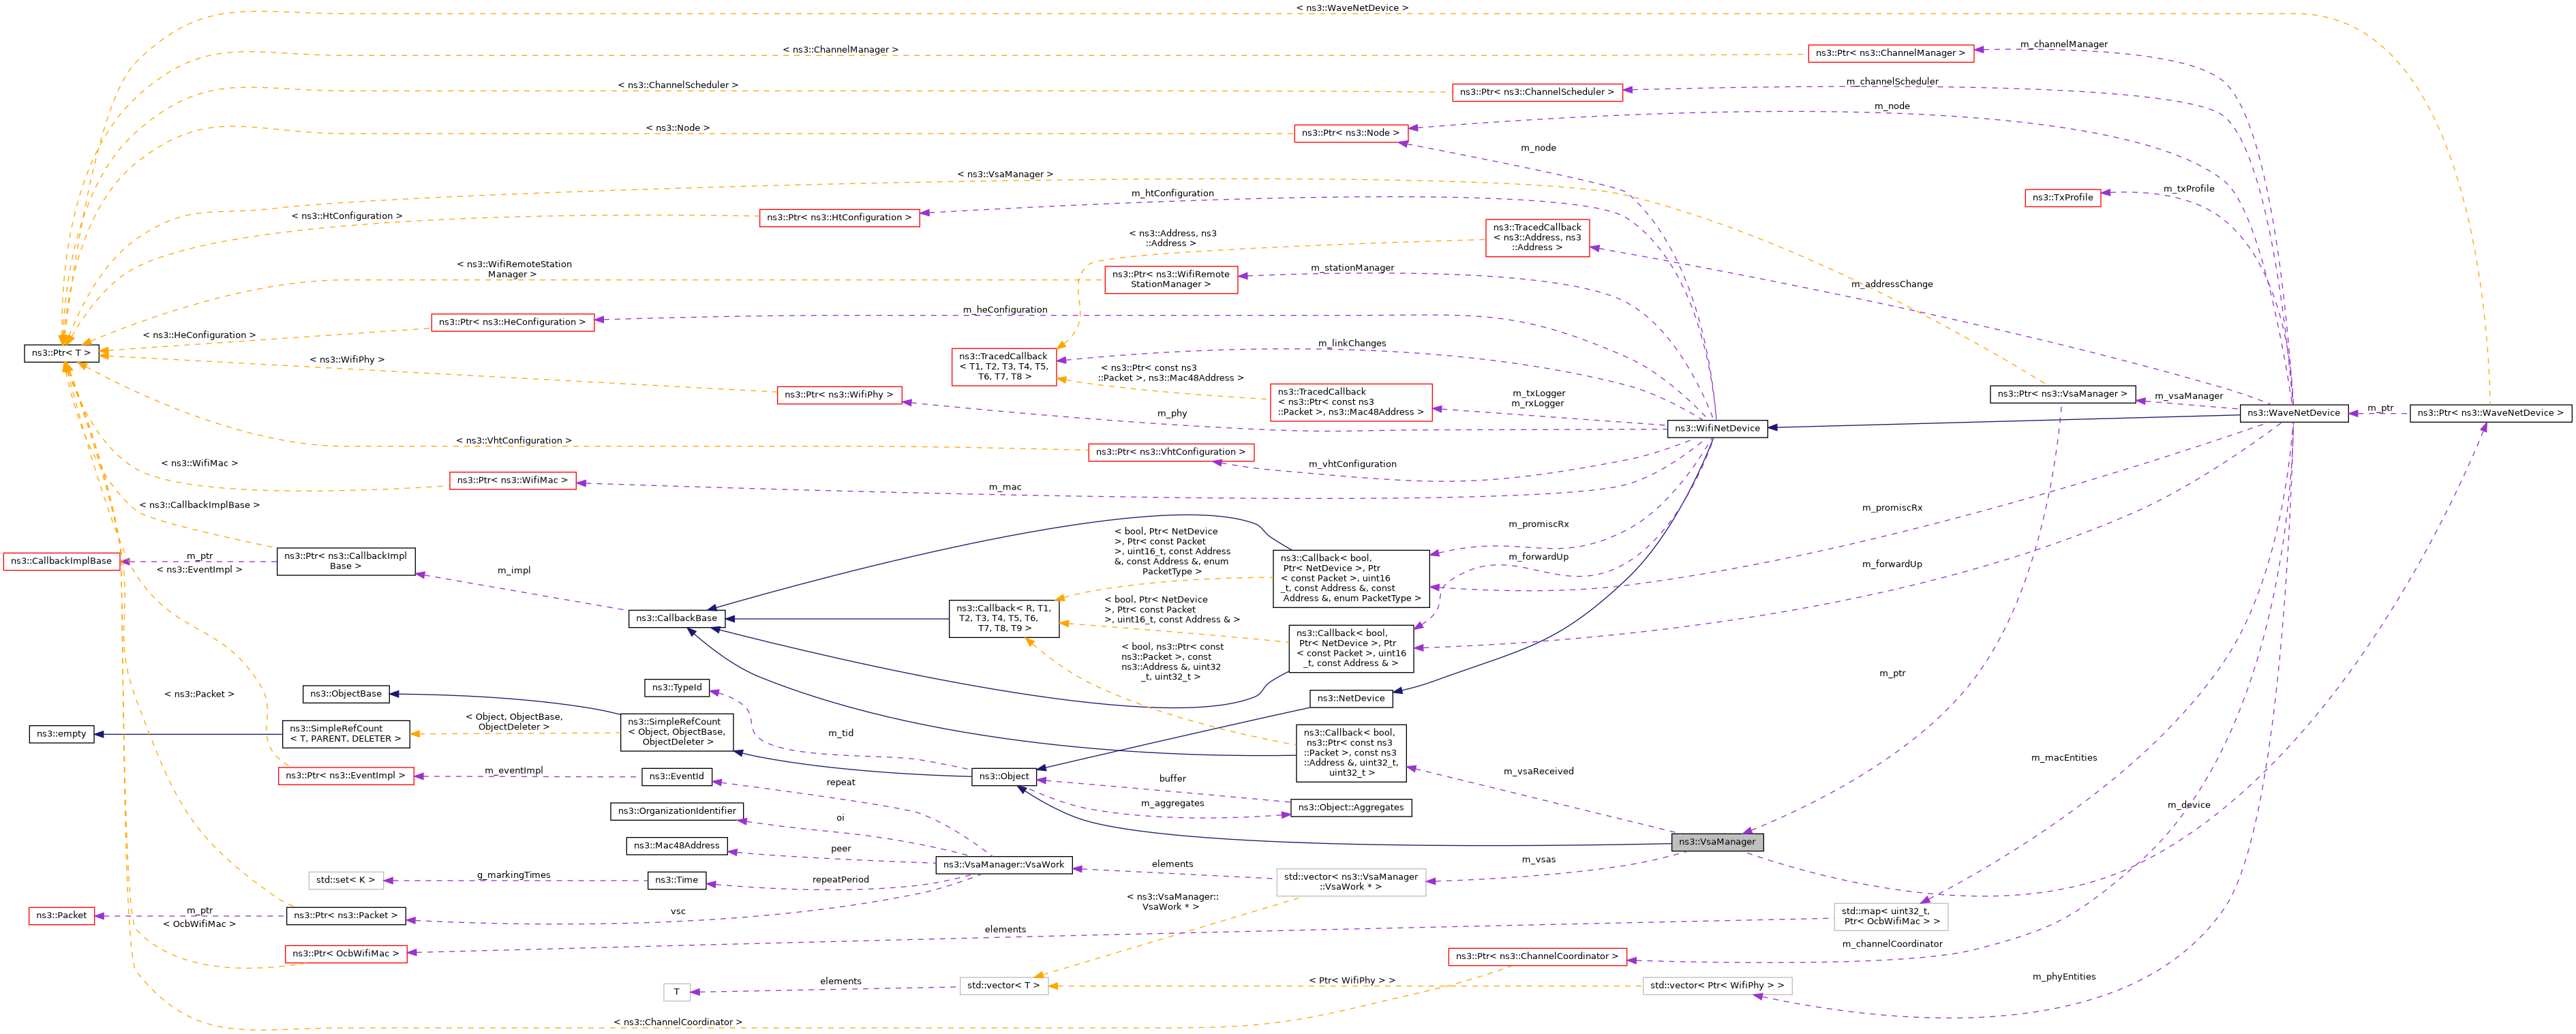 < ns3::WaveNetDevice >
< ns3::ChannelManager >
ns3::Ptr< ns3::ChannelManager >
m_channelManager
< ns3::ChannelScheduler >
ns3::Ptr< ns3::ChannelScheduler >
m_channelScheduler
< ns3::Node >
ns3::Ptr< ns3::Node >
m_node
m_node
< ns3::VsaManager >
m_htConfiguration
m_txProfile
ns3::TxProfile
< ns3::HtConfiguration >
ns3::Ptr< ns3::HtConfiguration >
< ns3::Address, ns3
::Address >
ns3::TracedCallback
< ns3::Address, ns3
::Address >
< ns3::WifiRemoteStation
Manager >
ns3::Ptr< ns3::WifiRemote
StationManager >
m_stationManager
m_addressChange
m_heConfiguration
ns3::Ptr< ns3::HeConfiguration >
< ns3::HeConfiguration >
ns3::Ptr< T >
< ns3::WifiPhy >
ns3::TracedCallback
< T1, T2, T3, T4, T5,
T6, T7, T8 >
m_linkChanges
< ns3::Ptr< const ns3
::Packet >, ns3::Mac48Address >
ns3::Ptr< ns3::WifiPhy >
ns3::TracedCallback
< ns3::Ptr< const ns3
::Packet >, ns3::Mac48Address >
m_txLogger
m_rxLogger
ns3::Ptr< ns3::VsaManager >
m_vsaManager
ns3::WaveNetDevice
m_ptr
ns3::Ptr< ns3::WaveNetDevice >
m_phy
ns3::WifiNetDevice
< ns3::VhtConfiguration >
ns3::Ptr< ns3::VhtConfiguration >
m_vhtConfiguration
< ns3::WifiMac >
ns3::Ptr< ns3::WifiMac >
m_mac
< ns3::CallbackImplBase >
m_promiscRx
m_promiscRx
< bool, Ptr< NetDevice
>, Ptr< const Packet
>, uint16_t, const Address
&, const Address &, enum
PacketType >
ns3::CallbackImplBase
m_ptr
ns3::Ptr< ns3::CallbackImpl
Base >
< ns3::EventImpl >
m_impl
ns3::Callback< bool,
Ptr< NetDevice >, Ptr
< const Packet >, uint16
_t, const Address &, const
Address &, enum PacketType >
m_forwardUp
m_forwardUp
ns3::CallbackBase
ns3::Callback< R, T1,
T2, T3, T4, T5, T6,
T7, T8, T9 >
< bool, Ptr< NetDevice
>, Ptr< const Packet
>, uint16_t, const Address & >
ns3::Callback< bool,
Ptr< NetDevice >, Ptr
< const Packet >, uint16
_t, const Address & >
< bool, ns3::Ptr< const
ns3::Packet >, const
ns3::Address &, uint32
_t, uint32_t >
m_ptr
< ns3::Packet >
ns3::ObjectBase
ns3::TypeId
ns3::NetDevice
ns3::empty
ns3::SimpleRefCount
< T, PARENT, DELETER >
< Object, ObjectBase,
ObjectDeleter >
ns3::SimpleRefCount
< Object, ObjectBase,
ObjectDeleter >
m_tid
ns3::Callback< bool,
ns3::Ptr< const ns3
::Packet >, const ns3
::Address &, uint32_t,
uint32_t >
m_macEntities
ns3::Ptr< ns3::EventImpl >
m_eventImpl
ns3::EventId
repeat
ns3::Object
buffer
m_vsaReceived
m_aggregates
ns3::Object::Aggregates
m_device
ns3::OrganizationIdentifier
oi
ns3::Mac48Address
peer
ns3::VsaManager
ns3::VsaManager::VsaWork
elements
m_vsas
std::set< K >
g_markingTimes
ns3::Time
repeatPeriod
std::vector< ns3::VsaManager
::VsaWork * >
< ns3::VsaManager::
VsaWork * >
ns3::Packet
m_ptr
ns3::Ptr< ns3::Packet >
vsc
std::map< uint32_t,
Ptr< OcbWifiMac > >
< OcbWifiMac >
elements
m_channelCoordinator
ns3::Ptr< OcbWifiMac >
ns3::Ptr< ns3::ChannelCoordinator >
m_phyEntities
T
elements
std::vector< T >
< Ptr< WifiPhy > >
std::vector< Ptr< WifiPhy > >
< ns3::ChannelCoordinator >